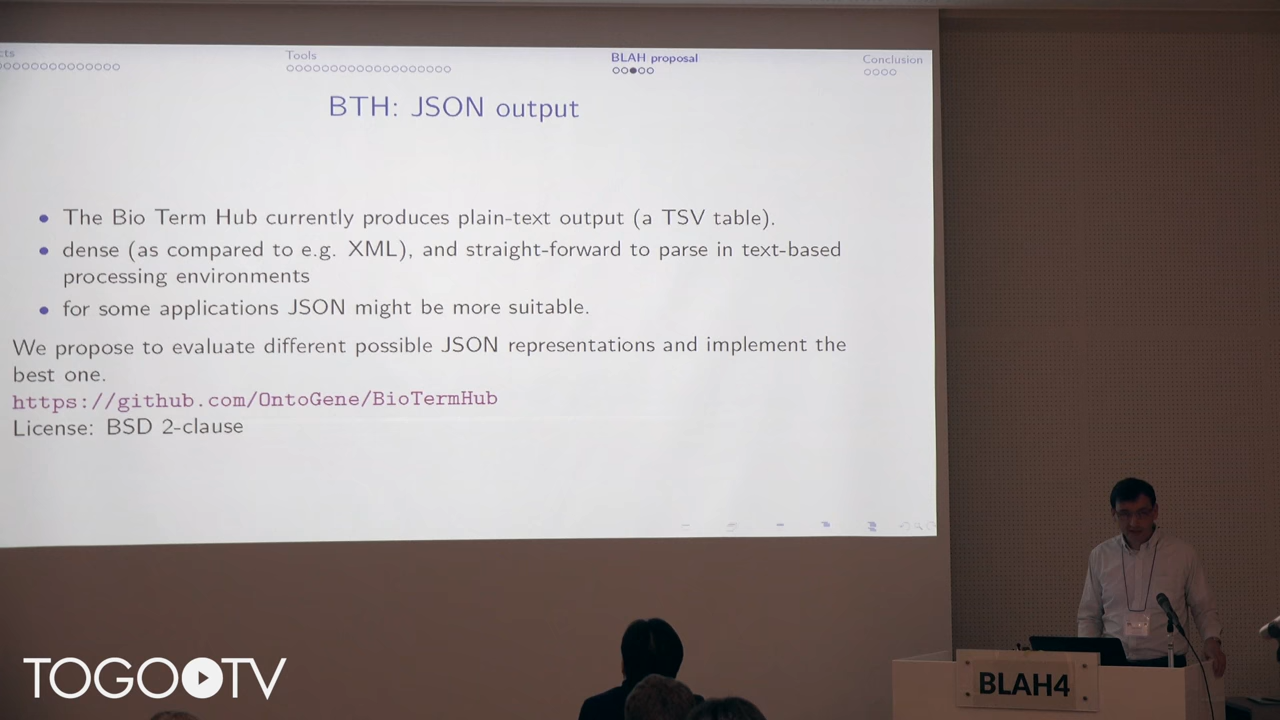 cts
Tools
BLAH proposal
Conclusion
BTH: JSON output
The Bio Term Hub currently produces plain-text output (a TSV table).
dense (as compared to e.g. XML), and straight-forward to parse in text-based
processing environments
for some applications JSON might be more suitable.
We propose to evaluate different possible JSON representations and implement the
best one.
https://github.com/OntoGene/BioTermHub
License: BSD 2-clause
BLAH4
TOGO TV